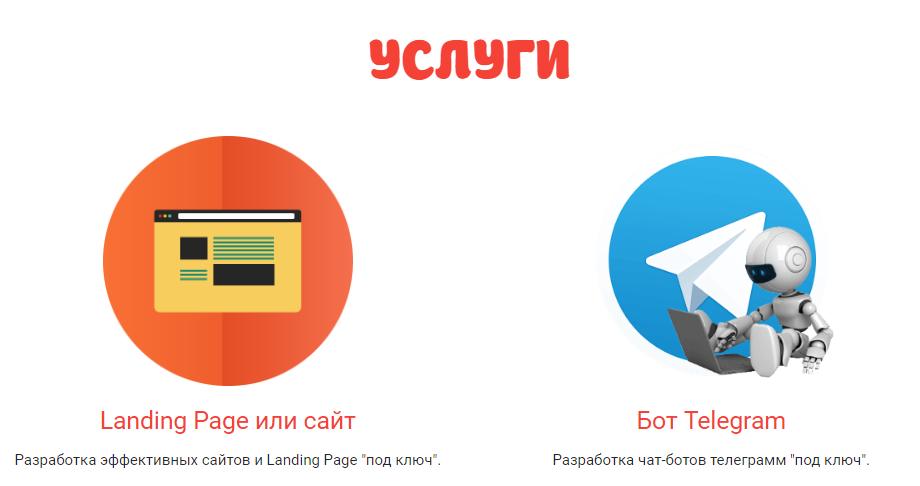 услуги
Landing Page или сайт
Бот Telegram
Разработка эффективных сайтов и Landing Page "под ключ".
Разработка чат-ботов телеграмм "под ключ".